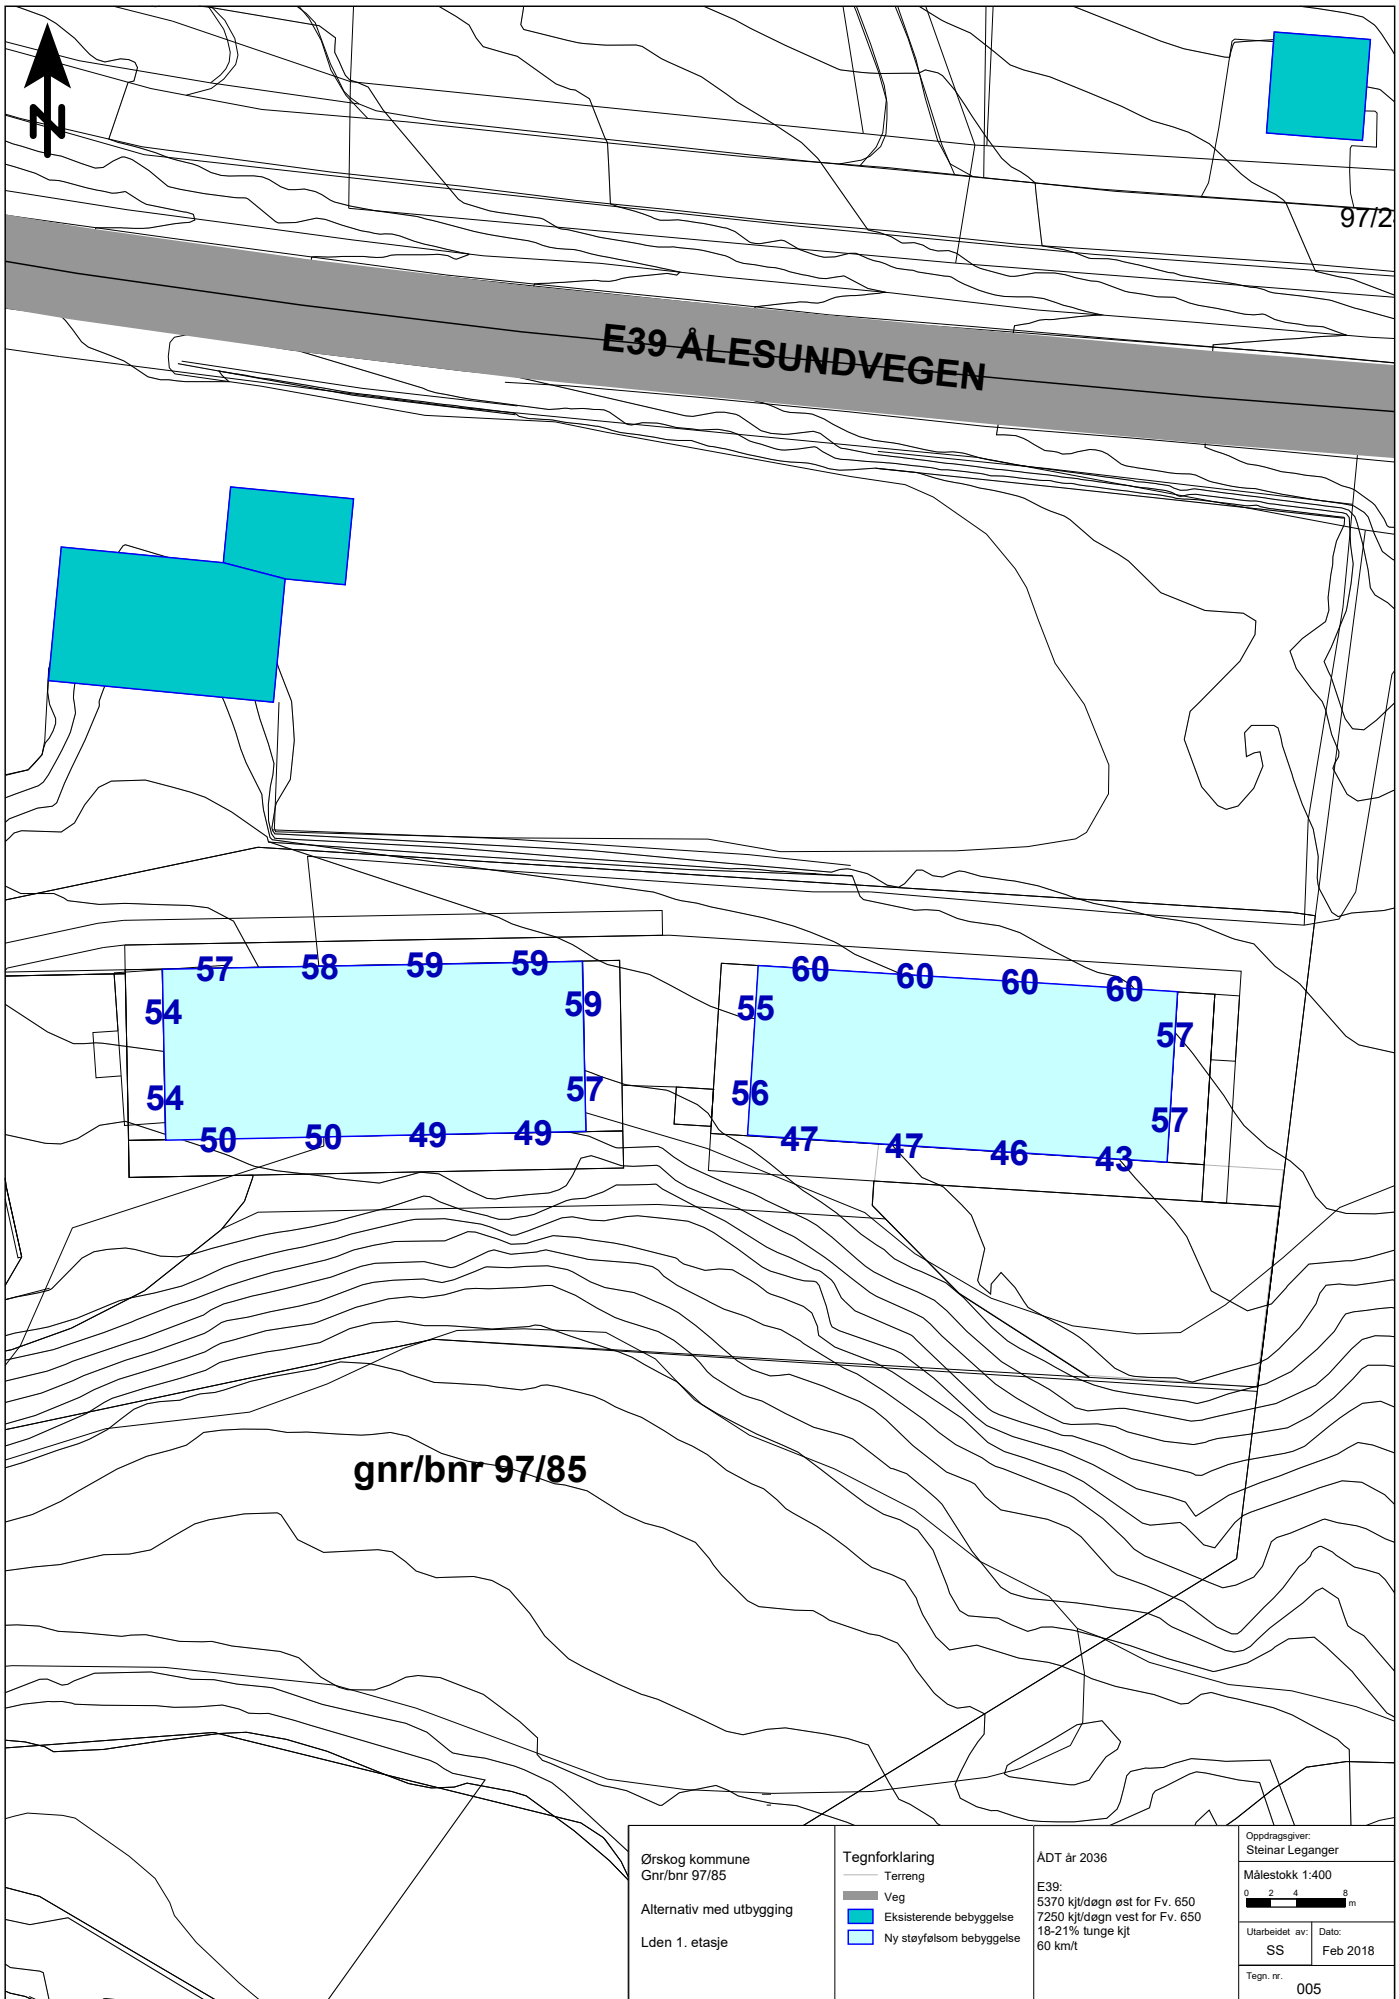 N
97/2
E39 ÅLESUNDVEGEN
57 58 59 59
54 59
54 57
50 50 49 49
60 60 60 60
55 57
56 57
47 47 46 43
gnr/bnr 97/85
Ørskog kommune
Gnr/bnr 97/85
Alternativ med utbygging
Lden 1. etasje
Tegnforklaring
Terreng
Veg
Eksisterende bebyggelse
Ny støyfølsom bebyggelse
ÅDT år 2036
E39:
5370 kjt/døgn øst for Fv. 650
7250 kjt/døgn vest for Fv. 650
18-21% tunge kjt
60 km/t
Oppdragsgiver:
Steinar Leganger
Målestokk 1:400
0 2 4 8
m
Utarbeidet av:
SS
Dato:
Feb 2018
Tegn. nr.
005